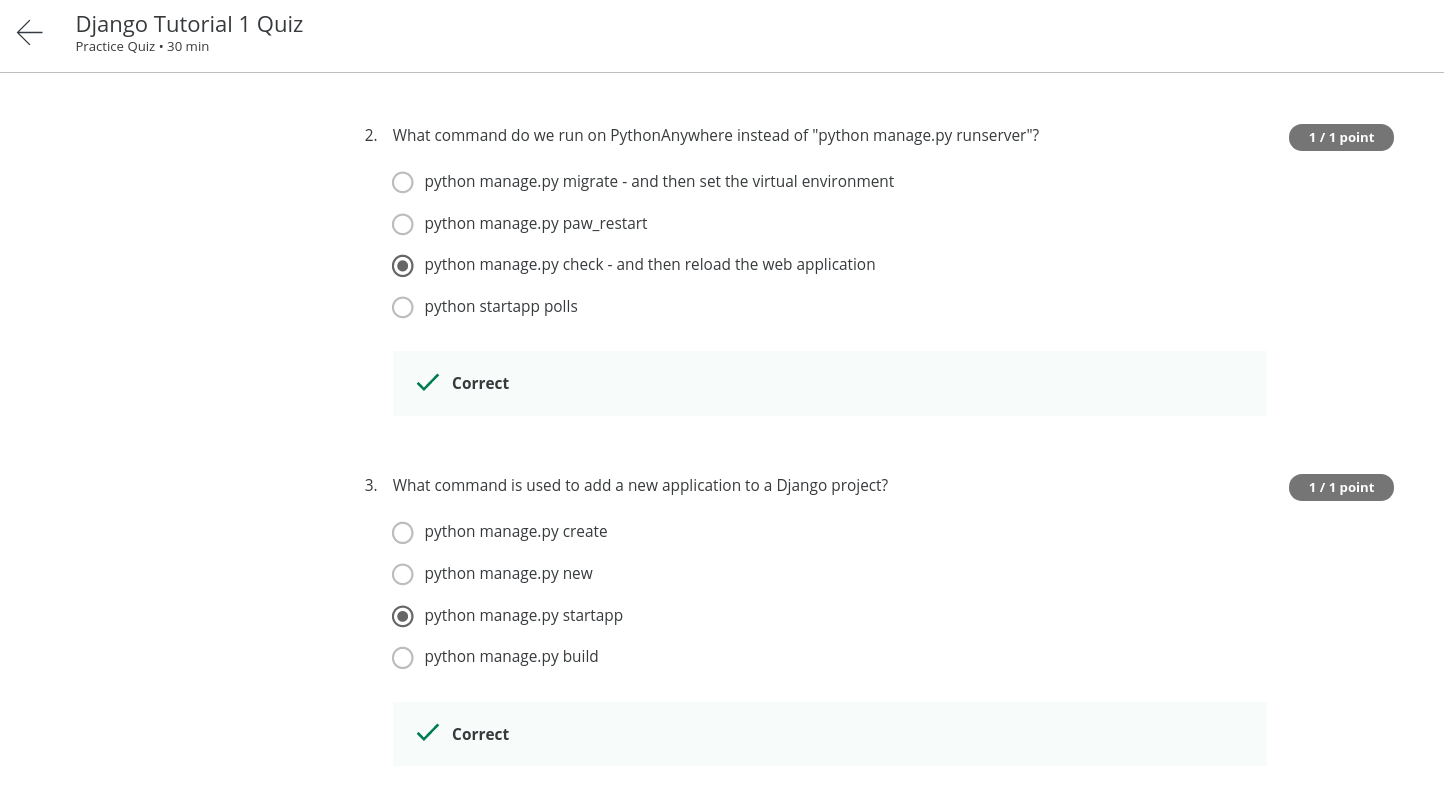 Django Tutorial 1 Quiz
Practice Quiz • 30 min
2. What command do we run on PythonAnywhere instead of "python manage.py runserver"?
1 / 1 point
python manage.py migrate - and then set the virtual environment
python manage.py paw_restart
python manage.py check - and then reload the web application
python startapp polls
Correct
3. What command is used to add a new application to a Django project?
1 / 1 point
python manage.py create
python manage.py new
python manage.py startapp
python manage.py build
Correct